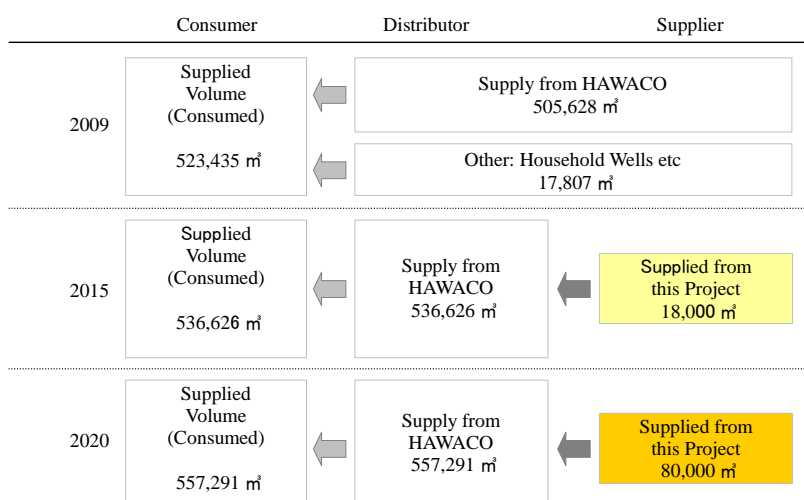 Consumer Distributor Supplier
2009
Supplied
Volume
(Consumed)
523,435 ㎥
Supply from HAWACO
505,628 ㎥
Other: Household Wells etc
17,807 ㎥
2015
Supplied
Volume
(Consumed)
536,626 ㎥
Supply from
HAWACO
536,626 ㎥
Supplied from
this Project
18,000 ㎥
2020
Supplied
Volume
(Consumed)
557,291 ㎥
Supply from
HAWACO
557,291 ㎥
Supplied from
this Project
80,000 ㎥